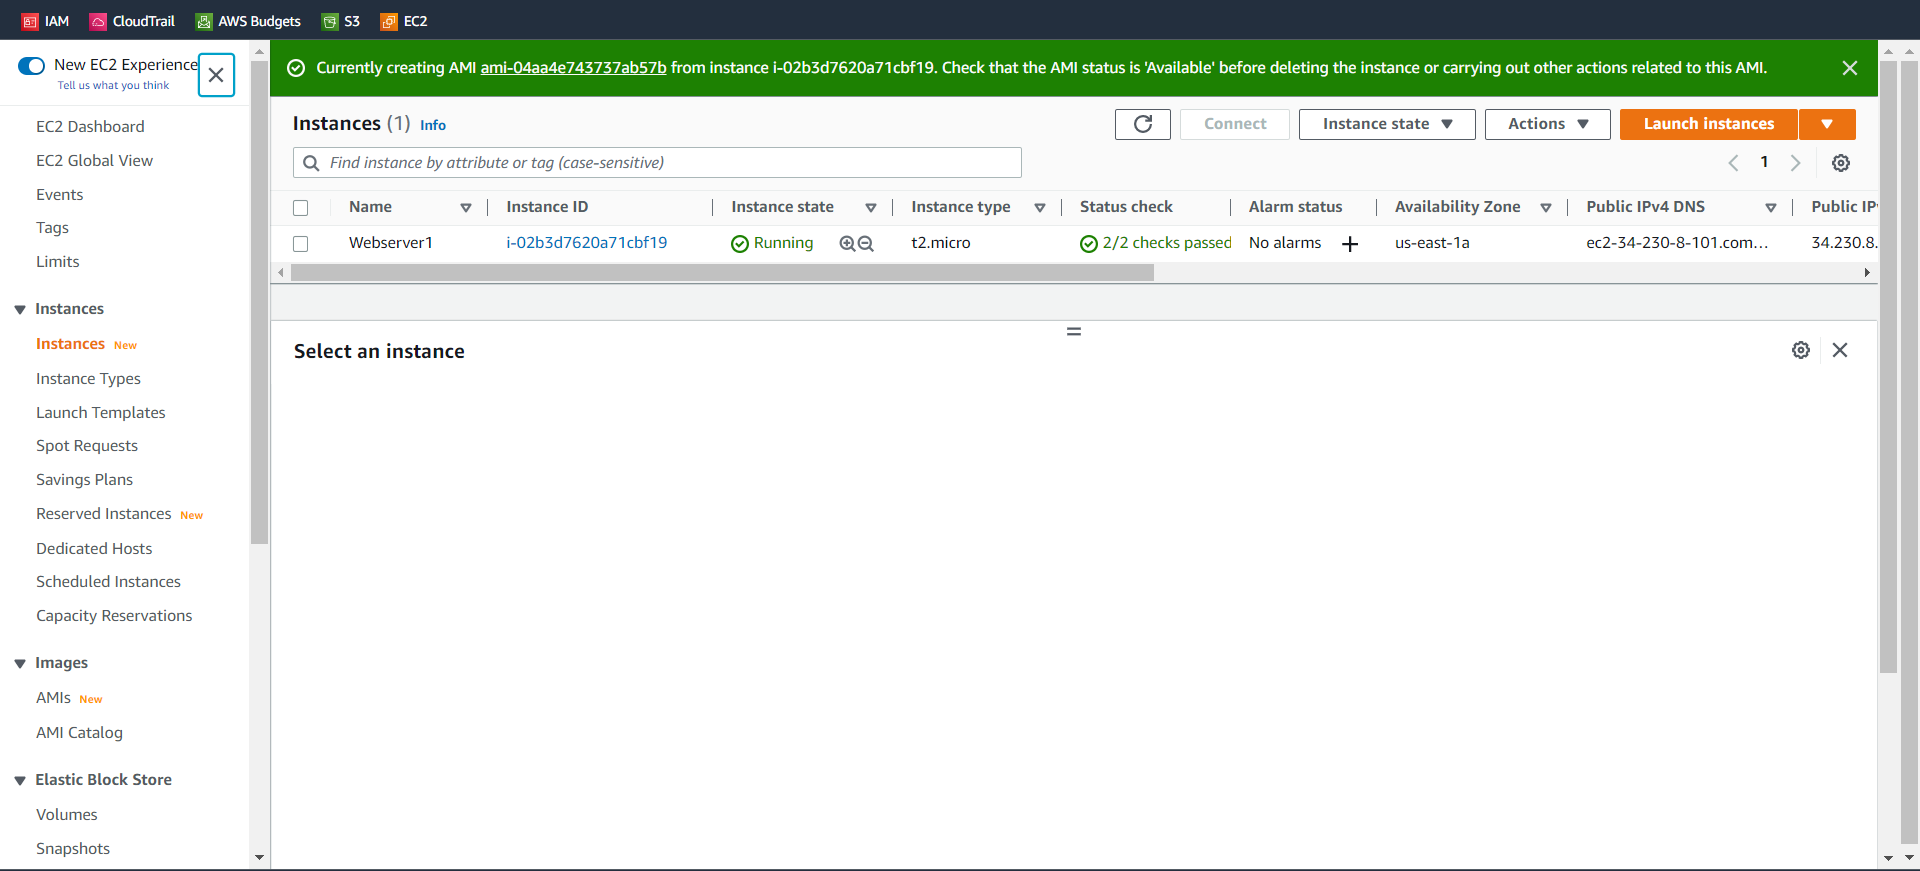 IAM CloudTrail AWS Budgets S3 EC2
New EC2 Experience
Tell us what you think
EC2 Dashboard
EC2 Global View
Events
Tags
Limits
Instances
Instances New
Instance Types
Launch Templates
Spot Requests
Savings Plans
Reserved Instances New
Dedicated Hosts
Scheduled Instances
Capacity Reservations
Images
AMIs New
AMI Catalog
Elastic Block Store
Volumes
Snapshots
Currently creating AMI ami-04aa4e743737ab57b from instance i-02b3d7620a71cbf19. Check that the AMI status is 'Available' before deleting the instance or carrying out other actions related to this AMI.
Instances (1) Info
Connect Instance state Actions Launch instances
Find instance by attribute or tag (case-sensitive)
1
Name Instance ID Instance state Instance type Status check Alarm status Availability Zone Public IPv4 DNS Public IP
Webserver1 i-02b3d7620a71cbf19 Running t2.micro 2/2 checks passed No alarms us-east-1a ec2-34-230-8-101.com... 34.230.8.
Select an instance